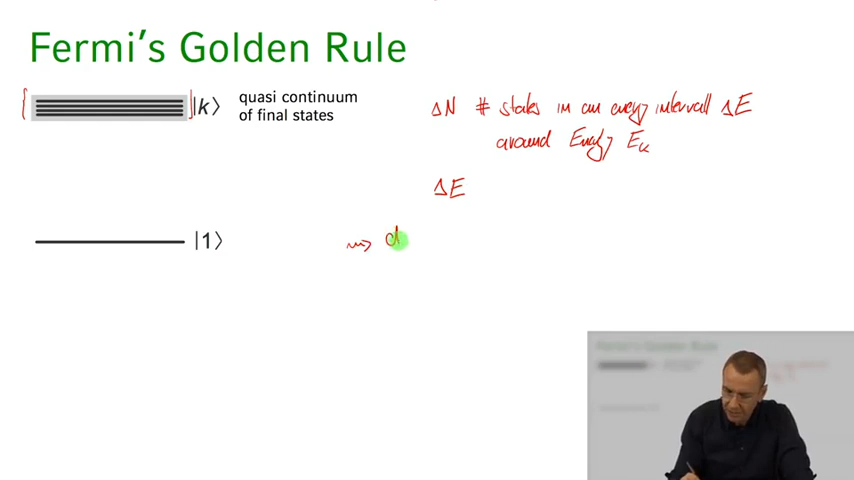 Fermi's Golden Rule
|k⟩ quasi continuum
of final states
ΔN # states in an energy intervall ΔE
around Energy E_k
ΔE
|1⟩
⇝ d